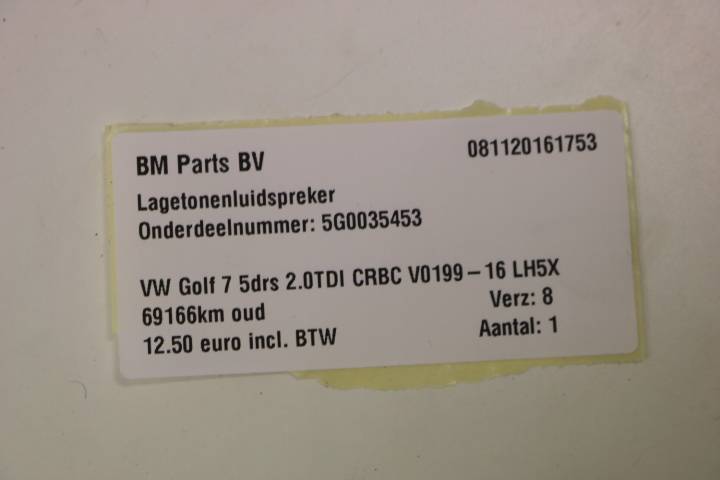 BM Parts BV 081120161753
Lagetonenluidspreker
Onderdeelnummer: 5G0035453
VW Golf 7 5drs 2.0TDI CRBC V0199-16 LH5X
69166km oud Verz: 8
12.50 euro incl. BTW Aantal: 1